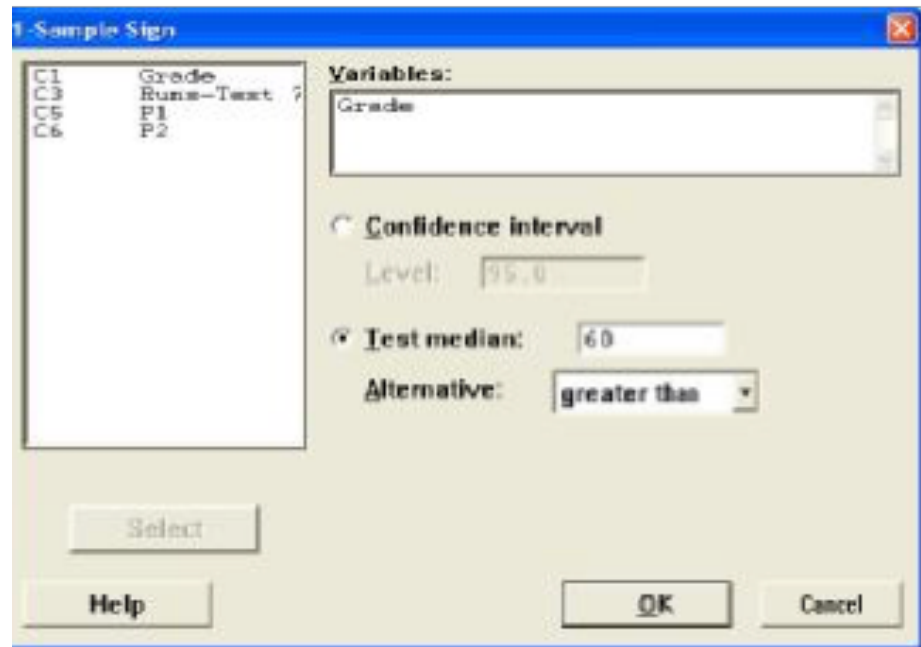 1-Sample Sign
C1 Grade
C3 Runs-Test ?
C5 P1
C6 P2
Variables:
Grade
Confidence interval
Level: 95.0
Test median: 60
Alternative: greater than
Select
Help
OK
Cancel